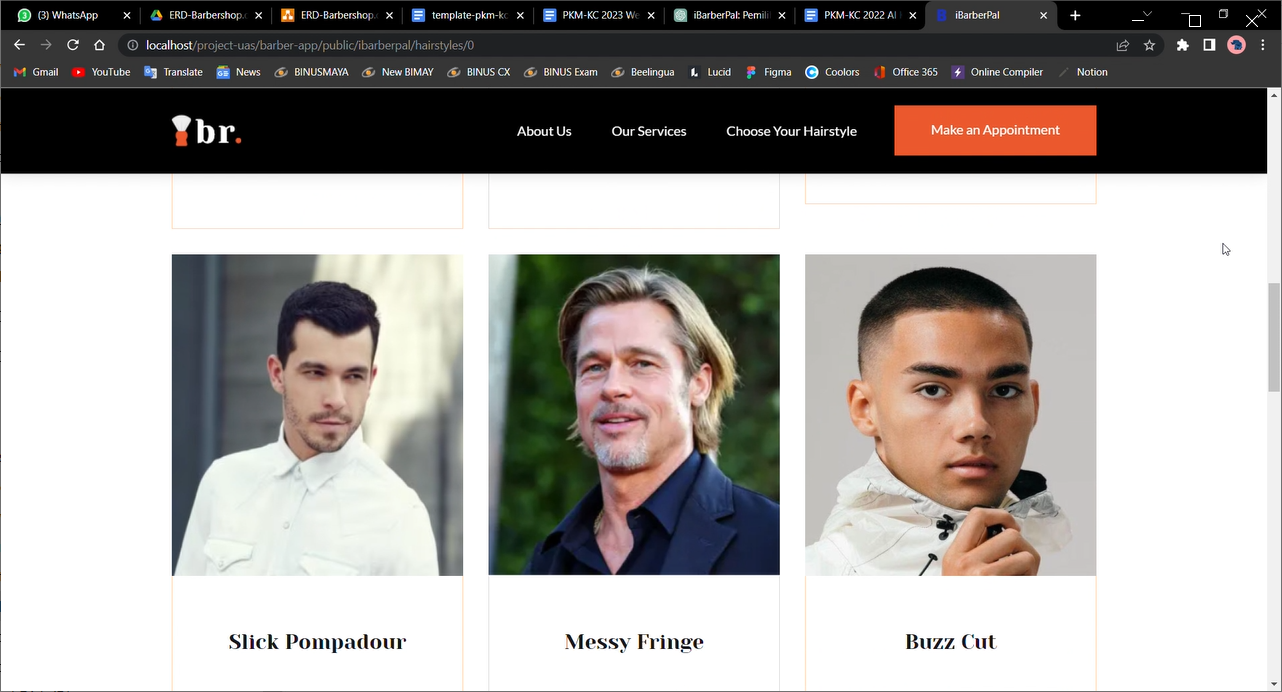 (3) WhatsApp
ERD-Barbershop.c
ERD-Barbershop.
template-pkm-kc
PKM-KC 2023 We
iBarberPal: Pemili
PKM-KC 2022 AI
iBarberPal
localhost/project-uas/barber-app/public/ibarberpal/hairstyles/0
Gmail YouTube Translate News BINUSMAYA New BIMAY BINUS CX BINUS Exam Beelingua Lucid Figma Coolors Office 365 Online Compiler Notion
br.
About Us Our Services Choose Your Hairstyle Make an Appointment
Slick Pompadour
Messy Fringe
Buzz Cut